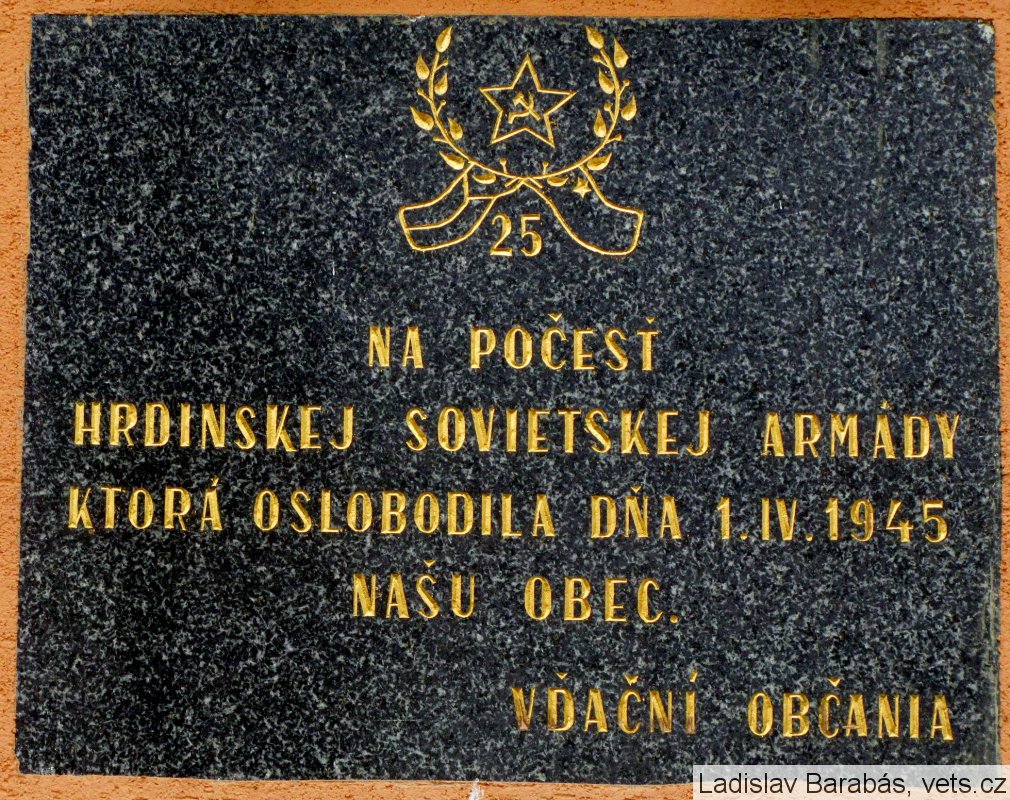 25
NA POČESŤ
HRDINSKEJ SOVIETSKEJ ARMÁDY
KTORÁ OSLOBODILA DŇA 1.IV.1945
NAŠU OBEC.
VĎAČNÍ OBČANIA
Ladislav Barabás, vets.cz